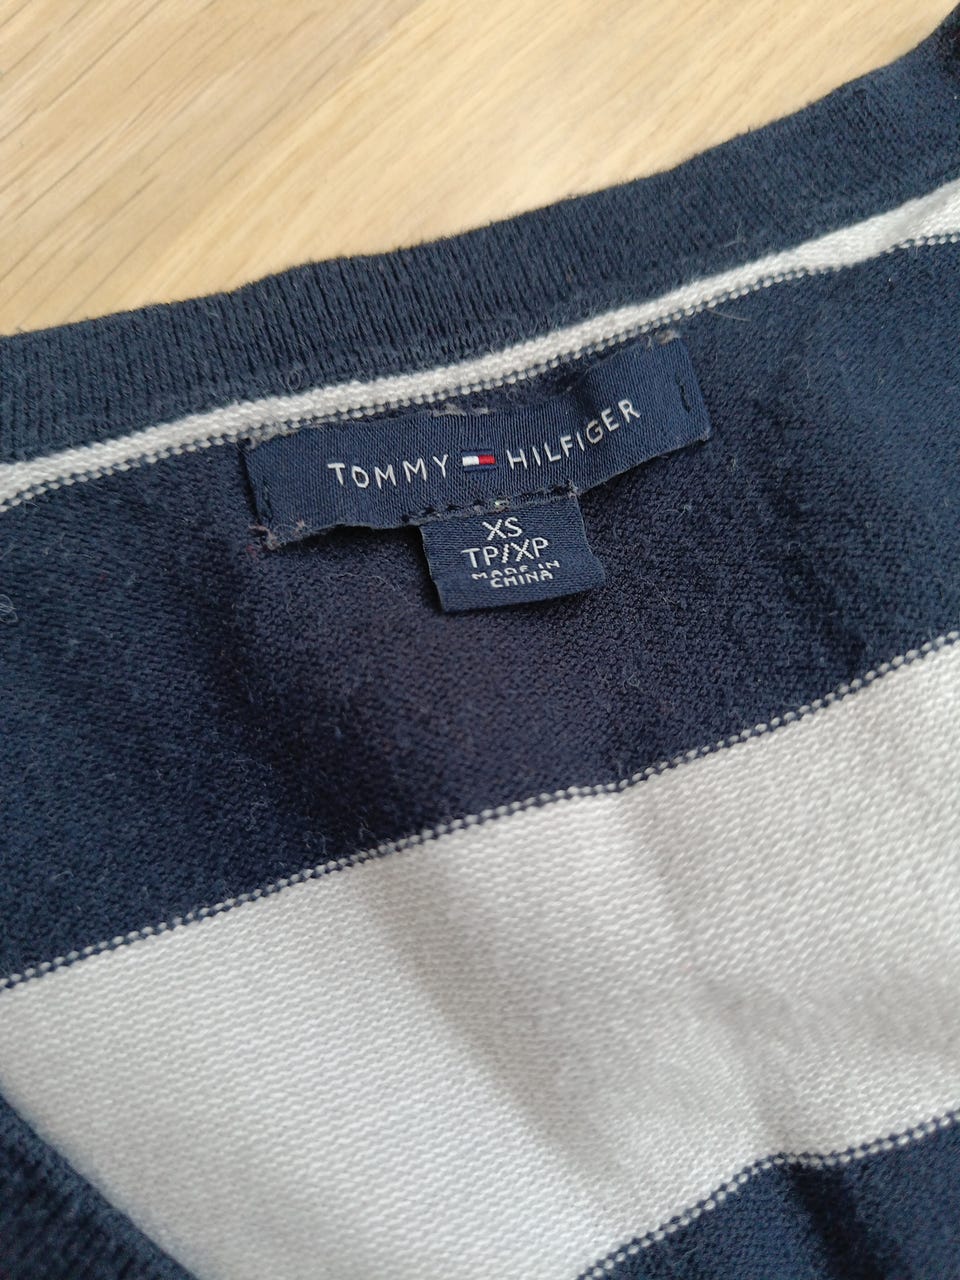 TOMMY HILFIGER
XS
TP/XP
MADE IN
CHINA